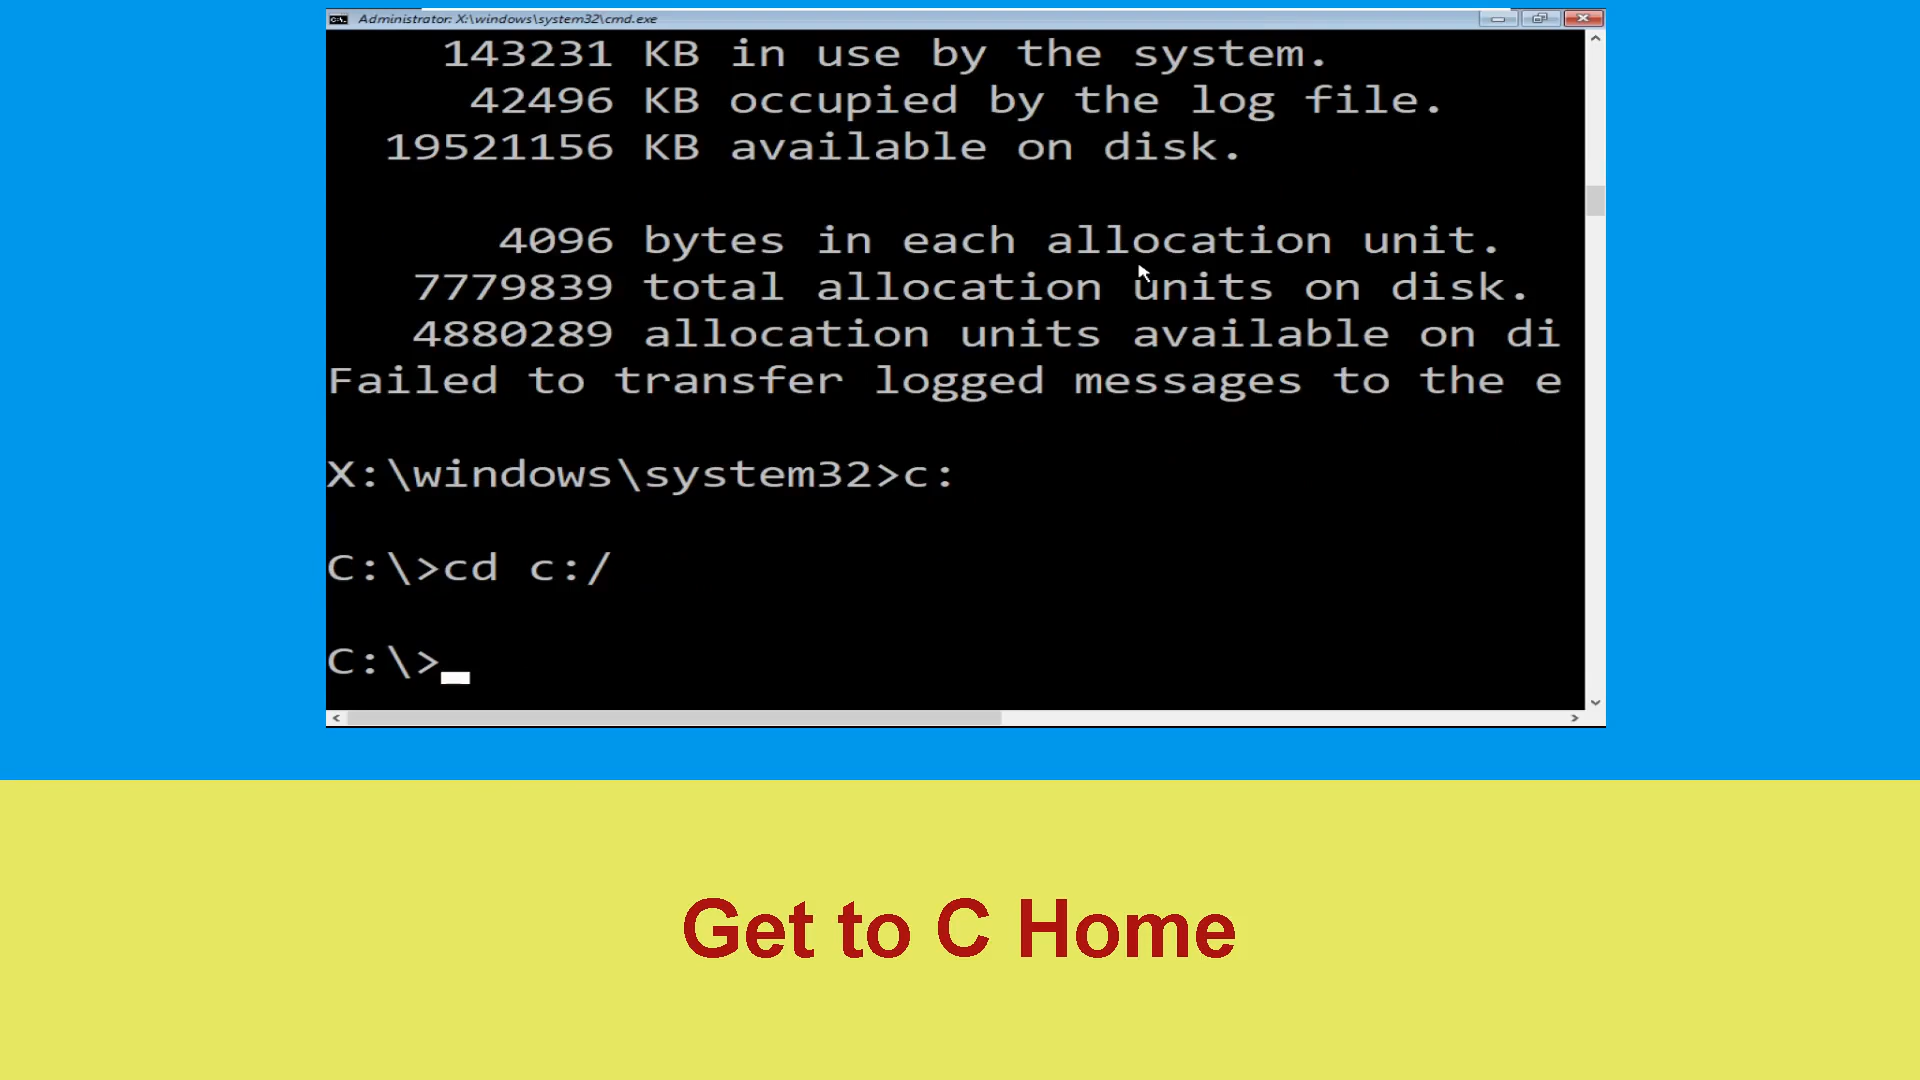 Administrator: X:\windows\system32\cmd.exe
143231 KB in use by the system.
42496 KB occupied by the log file.
19521156 KB available on disk.
4096 bytes in each allocation unit.
7779839 total allocation units on disk.
4880289 allocation units available on di
Failed to transfer logged messages to the e
X:\windows\system32>c:
C:\>cd c:/
C:\>
Get to C Home